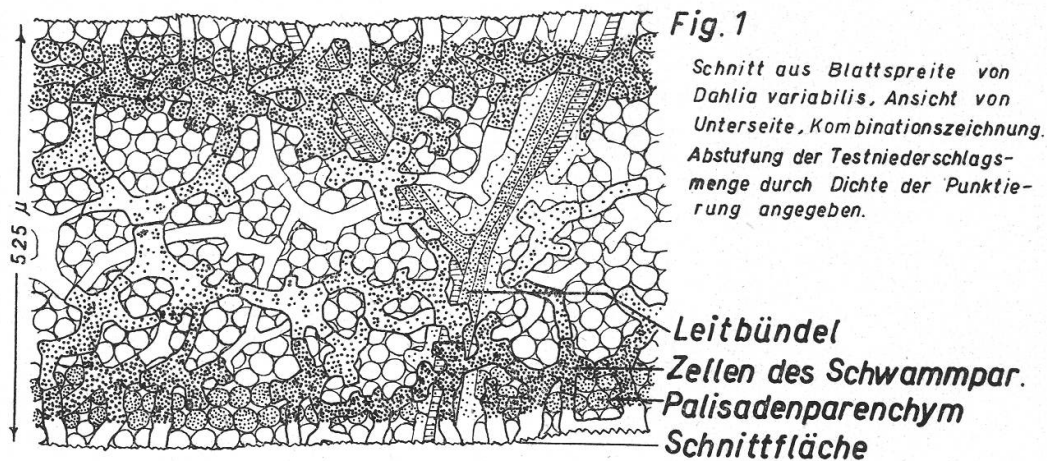 Fig. 1
Schnitt aus Blattspreite von
Dahlia variabilis, Ansicht von
Unterseite, Kombinationszeichnung.
Abstufung der Testniederschlags-
menge durch Dichte der Punktie-
rung angegeben.
525 µ
Leitbündel
Zellen des Schwammpar.
Palisadenparenchym
Schnittfläche